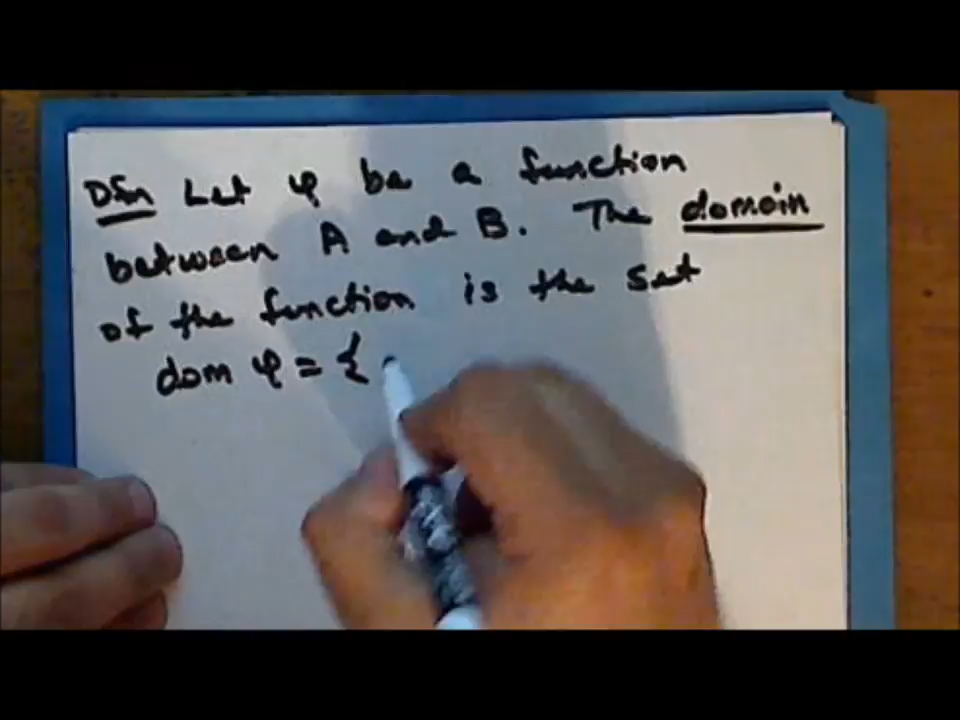 Dfn Let φ be a function
between A and B. The domain
of the function is the set
dom φ = {